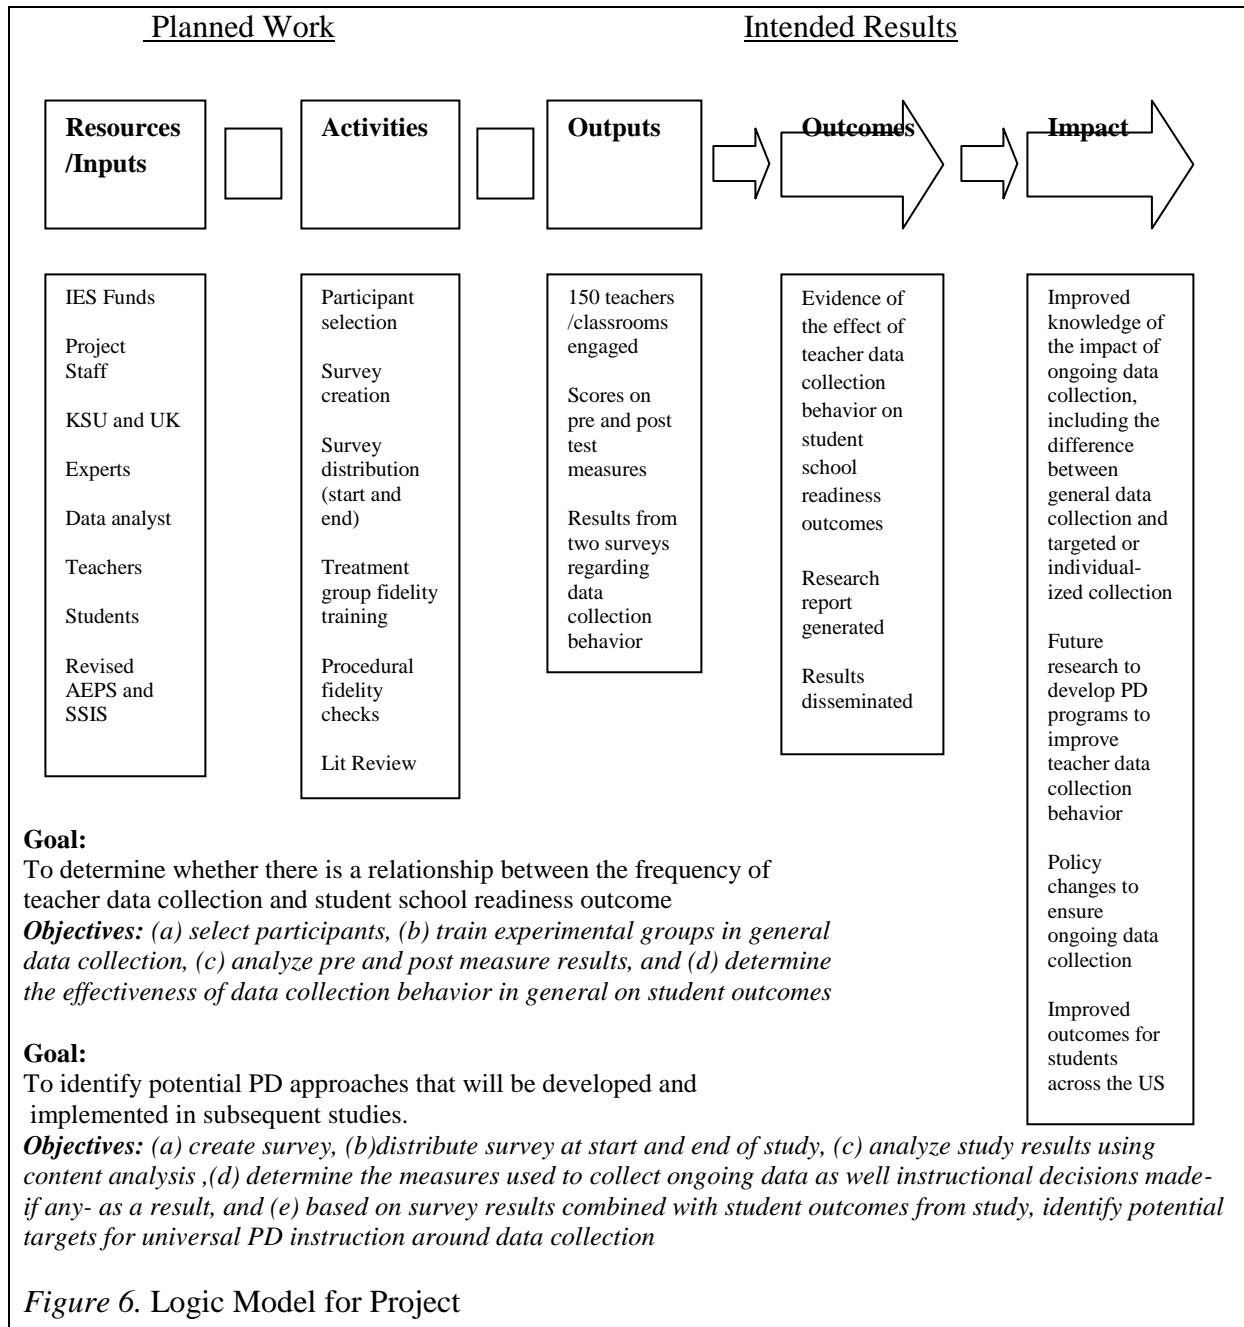 Planned Work
Intended Results
Resources
/Inputs
Activities
Outputs
Outcomes
Impact
IES Funds
Project
Staff
KSU and UK
Experts
Data analyst
Teachers
Students
Revised
AEPS and
SSIS
Participant
selection
Survey
creation
Survey
distribution
(start and
end)
Treatment
group fidelity
training
Procedural
fidelity
checks
Lit Review
150 teachers
/classrooms
engaged
Scores on
pre and post
test
measures
Results from
two surveys
regarding
data
collection
behavior
Evidence of
the effect of
teacher data
collection
behavior on
student
school
readiness
outcomes
Research
report
generated
Results
disseminated
Improved
knowledge of
the impact of
ongoing data
collection,
including the
difference
between
general data
collection and
targeted or
individual-
ized collection
Future
research to
develop PD
programs to
improve
teacher data
collection
behavior
Policy
changes to
ensure
ongoing data
collection
Improved
outcomes for
students
across the US
Goal:
To determine whether there is a relationship between the frequency of
teacher data collection and student school readiness outcome
Objectives: (a) select participants, (b) train experimental groups in general
data collection, (c) analyze pre and post measure results, and (d) determine
the effectiveness of data collection behavior in general on student outcomes
Goal:
To identify potential PD approaches that will be developed and
implemented in subsequent studies.
Objectives: (a) create survey, (b)distribute survey at start and end of study, (c) analyze study results using
content analysis ,(d) determine the measures used to collect ongoing data as well instructional decisions made-
if any- as a result, and (e) based on survey results combined with student outcomes from study, identify potential
targets for universal PD instruction around data collection
Figure 6. Logic Model for Project